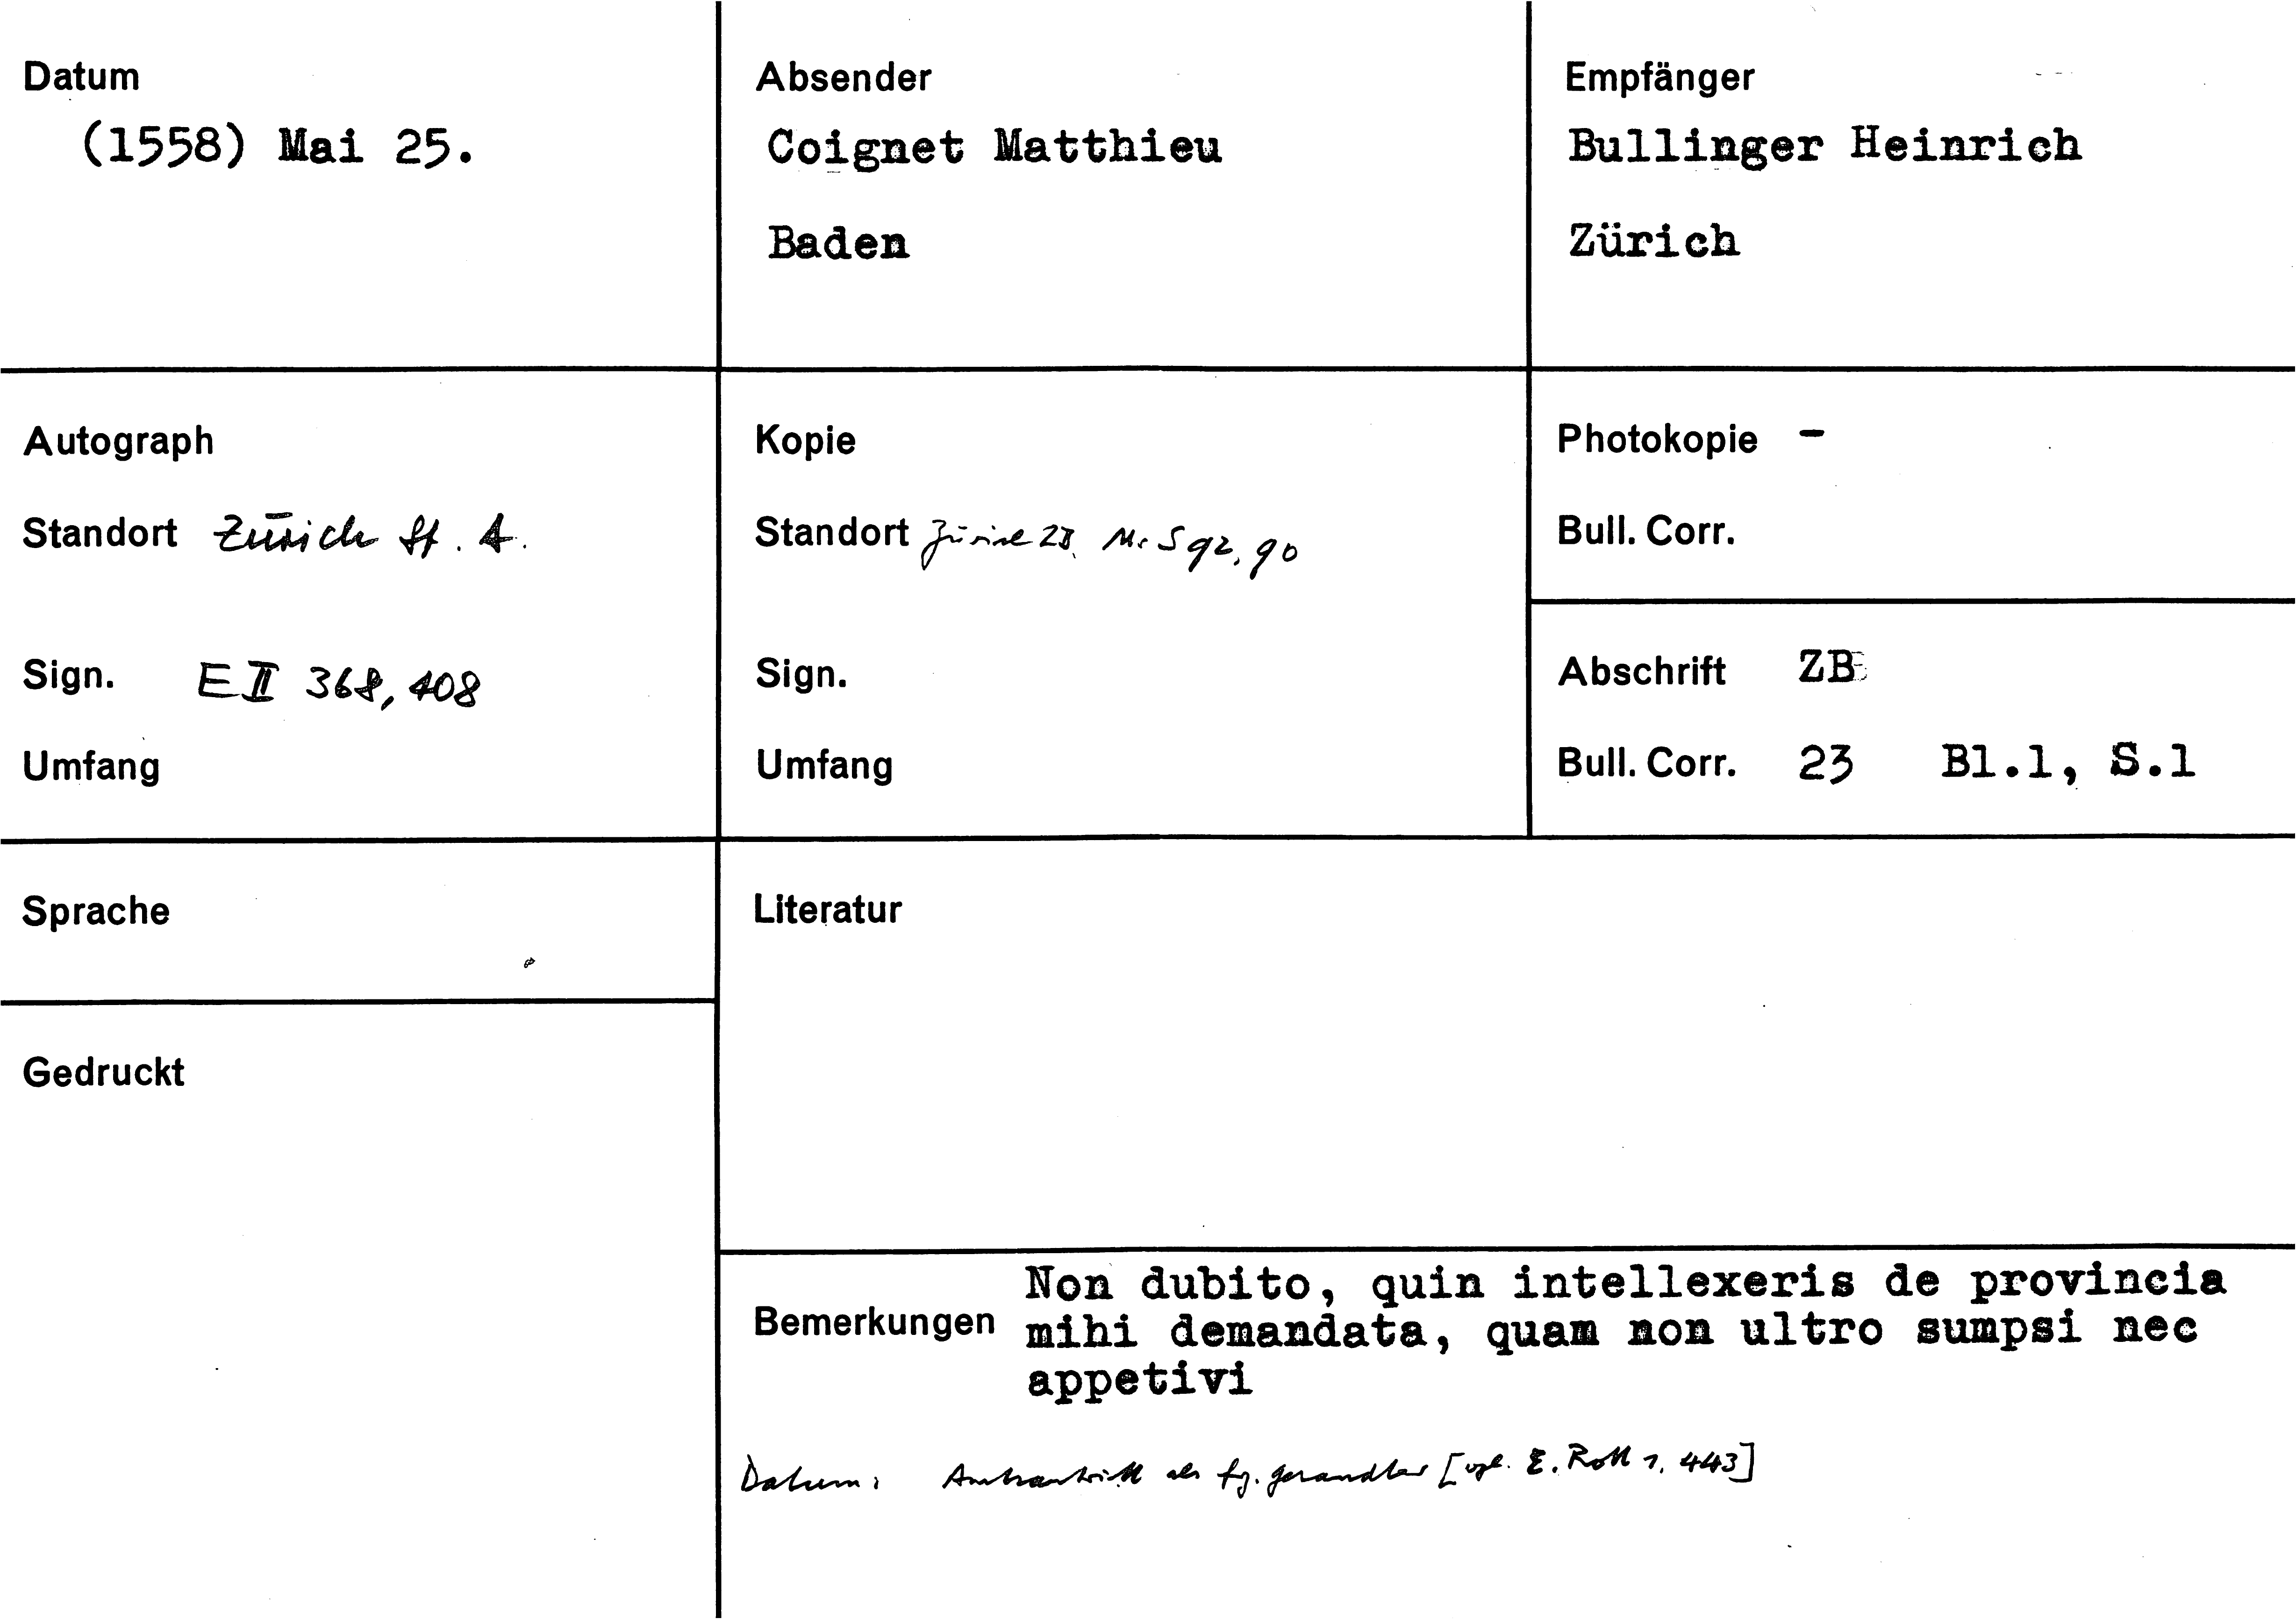 Datum
(1558) Mai 25.
Absender
Coignet Matthieu
Baden
Empfänger
Bullinger Heinrich
Zürich
Autograph
Standort Zürich St. A.
Sign. E II 368, 408
Umfang
Kopie
Standort Zürich ZB Ms S 92, 90
Sign.
Umfang
Photokopie -
Bull. Corr.
Abschrift ZB
Bull. Corr. 23 Bl.1, S.1
Sprache
Literatur
Gedruckt
Bemerkungen
Non dubito, quin intellexeris de provincia
mihi demandata, quam non ultro sumpsi nec
appetivi
Datum: Amtsantritt als fz. Gesandter [vgl. E. Rott 1, 443]